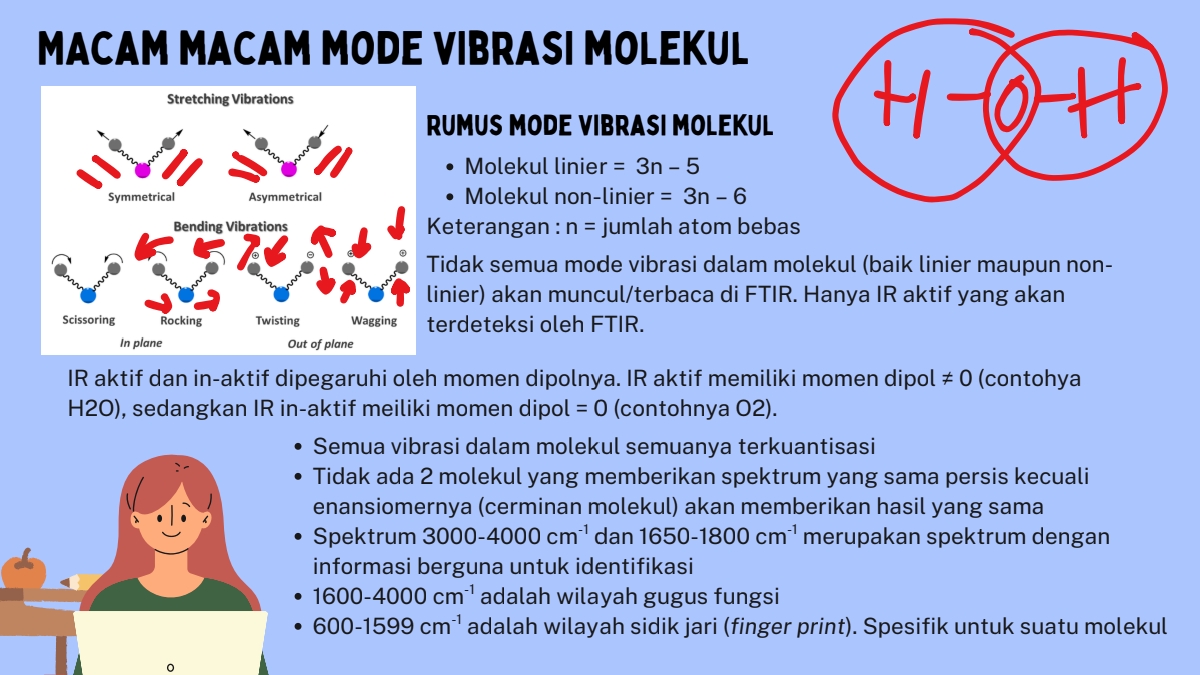 MACAM MACAM MODE VIBRASI MOLEKUL
H-O-H
Stretching Vibrations
Symmetrical
Asymmetrical
Bending Vibrations
Scissoring
Rocking
Twisting
Wagging
In plane
Out of plane
RUMUS MODE VIBRASI MOLEKUL
• Molekul linier = 3n – 5
• Molekul non-linier = 3n – 6
Keterangan : n = jumlah atom bebas
Tidak semua mode vibrasi dalam molekul (baik linier maupun non-
linier) akan muncul/terbaca di FTIR. Hanya IR aktif yang akan
terdeteksi oleh FTIR.
IR aktif dan in-aktif dipegaruhi oleh momen dipolnya. IR aktif memiliki momen dipol ≠ 0 (contohya
H2O), sedangkan IR in-aktif meiliki momen dipol = 0 (contohnya O2).
• Semua vibrasi dalam molekul semuanya terkuantisasi
• Tidak ada 2 molekul yang memberikan spektrum yang sama persis kecuali
enansiomernya (cerminan molekul) akan memberikan hasil yang sama
• Spektrum 3000-4000 cm⁻¹ dan 1650-1800 cm⁻¹ merupakan spektrum dengan
informasi berguna untuk identifikasi
• 1600-4000 cm⁻¹ adalah wilayah gugus fungsi
• 600-1599 cm⁻¹ adalah wilayah sidik jari (finger print). Spesifik untuk suatu molekul